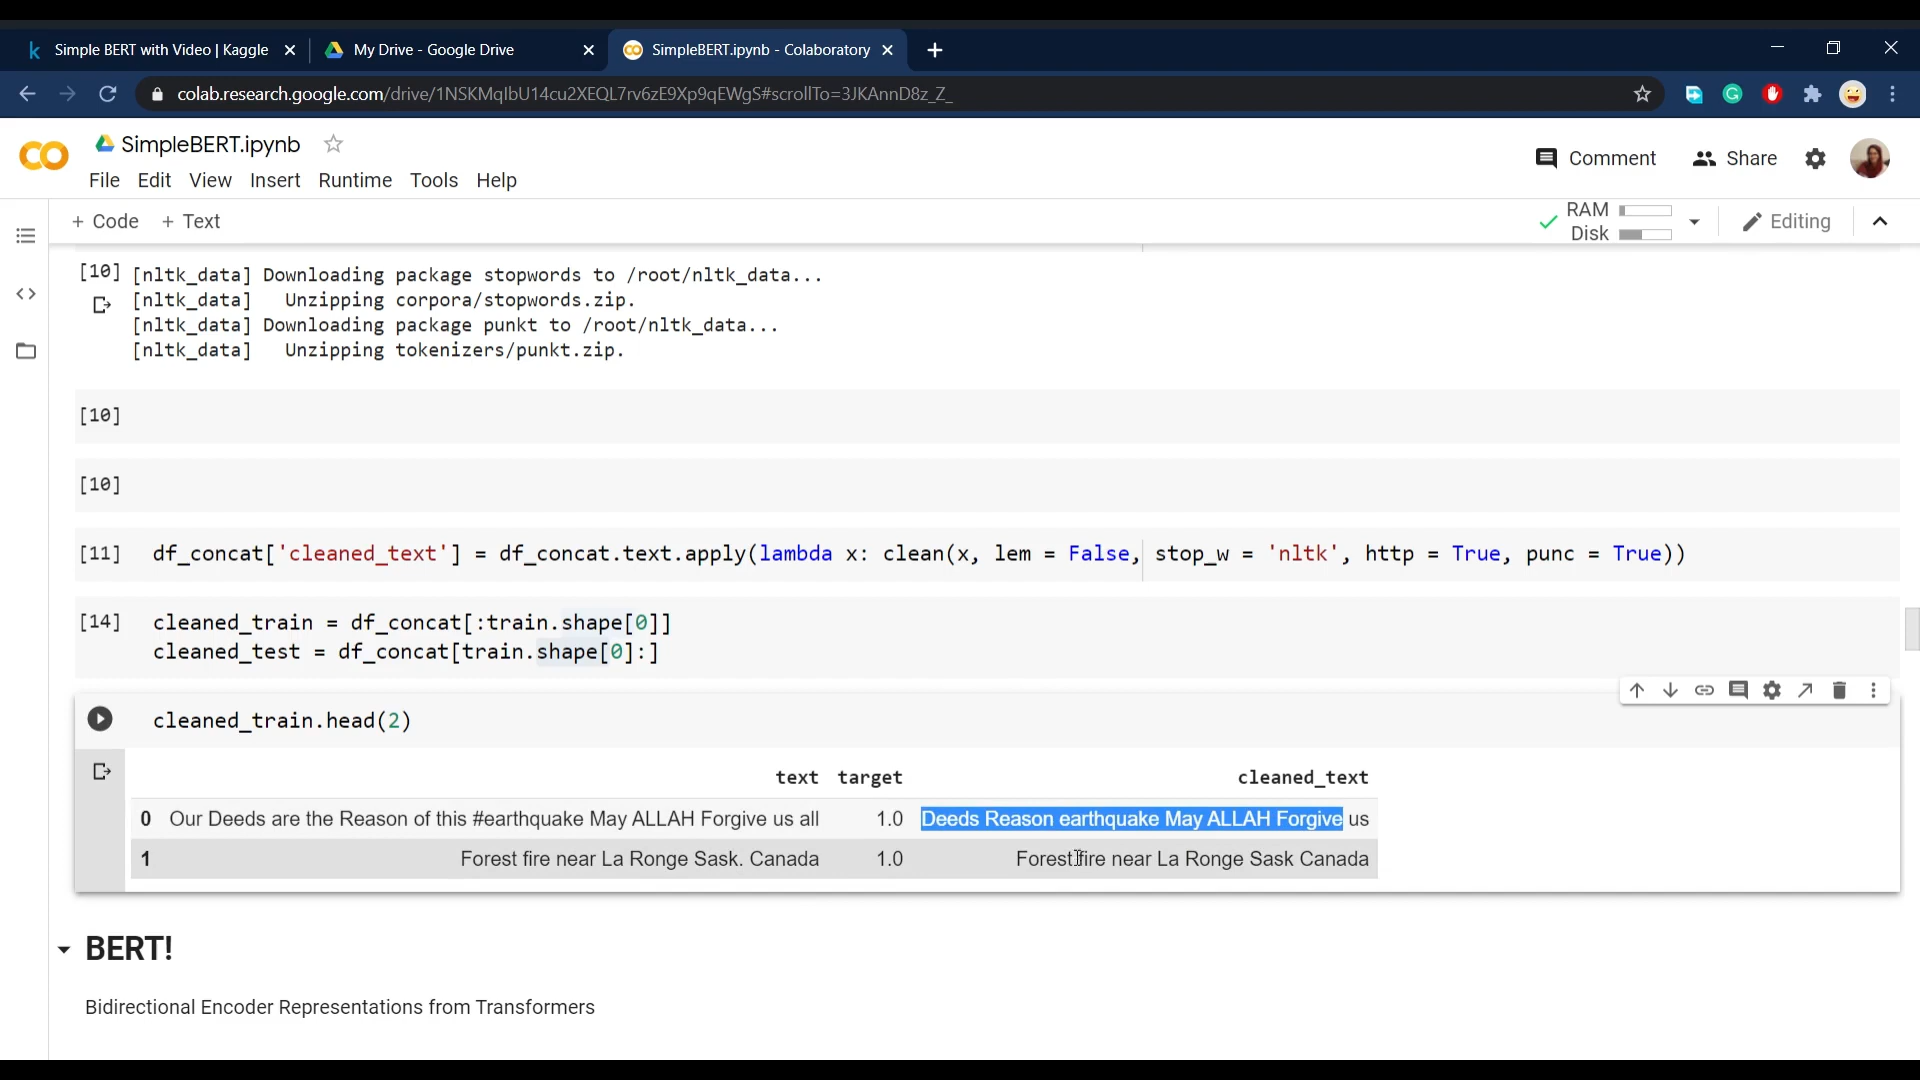 Simple BERT with Video | Kaggle
My Drive - Google Drive
SimpleBERT.ipynb - Colaboratory
colab.research.google.com/drive/1NSKMqIbU14cu2XEQL7rv6zE9Xp9qEWgS#scrollTo=3JKAnnD8z_Z_
SimpleBERT.ipynb
Comment
Share
File Edit View Insert Runtime Tools Help
+ Code + Text
RAM
Disk
Editing
[10] [nltk_data] Downloading package stopwords to /root/nltk_data...
[nltk_data]   Unzipping corpora/stopwords.zip.
[nltk_data] Downloading package punkt to /root/nltk_data...
[nltk_data]   Unzipping tokenizers/punkt.zip.
[10]
[10]
[11] df_concat['cleaned_text'] = df_concat.text.apply(lambda x: clean(x, lem = False, stop_w = 'nltk', http = True, punc = True))
[14] cleaned_train = df_concat[:train.shape[0]]
cleaned_test = df_concat[train.shape[0]:]
cleaned_train.head(2)
text target cleaned_text
0 Our Deeds are the Reason of this #earthquake May ALLAH Forgive us all 1.0 Deeds Reason earthquake May ALLAH Forgive us
1 Forest fire near La Ronge Sask. Canada 1.0 Forest fire near La Ronge Sask Canada
BERT!
Bidirectional Encoder Representations from Transformers